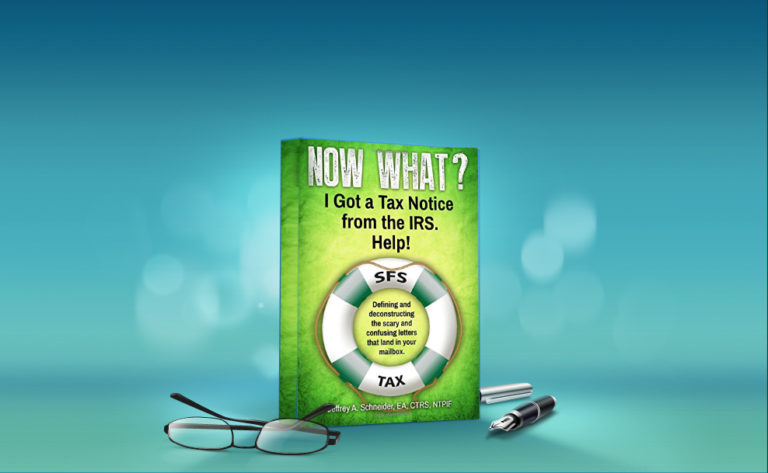 NOW WHAT?
I Got a Tax Notice
from the IRS.
Help!
SFS
Defining and
deconstructing
the scary and
confusing letters
that land in your
mailbox.
TAX
Jeffrey A. Schneider, EA, CTRS, NTPIF